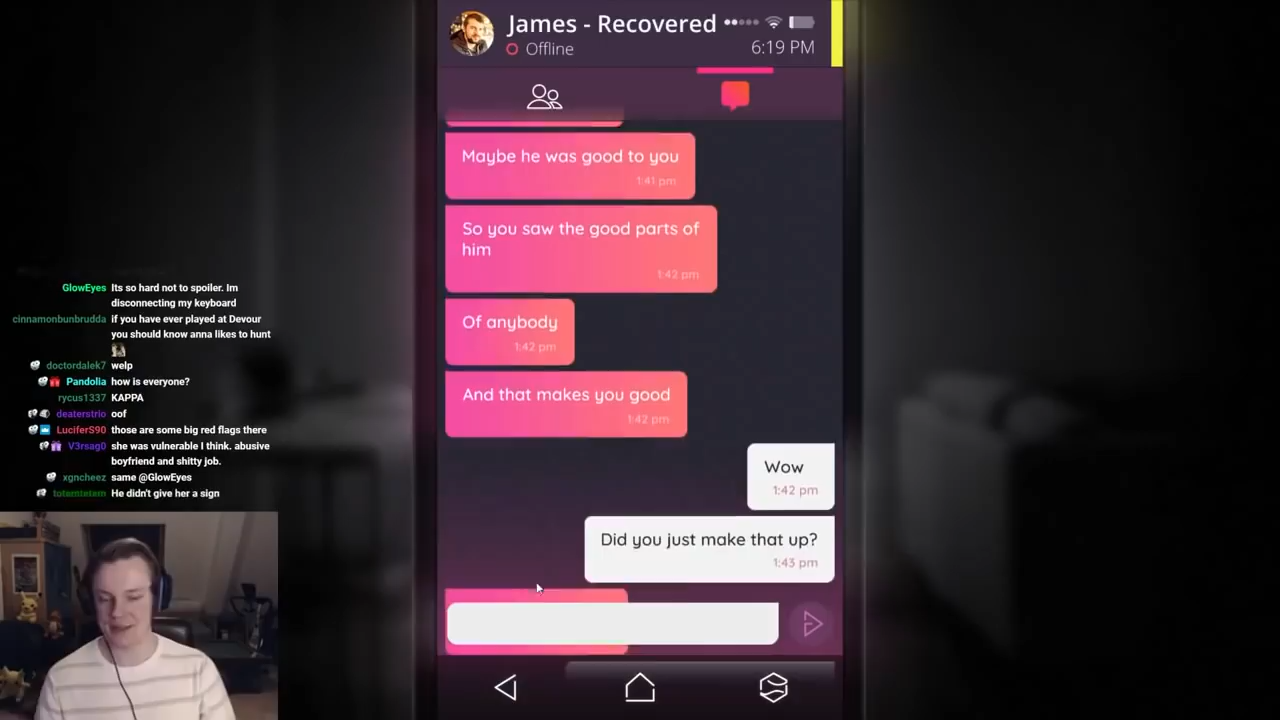 James - Recovered
Offline
6:19 PM
Maybe he was good to you
1:41 pm
So you saw the good parts of
him
1:42 pm
Of anybody
1:42 pm
And that makes you good
1:42 pm
Wow
1:42 pm
Did you just make that up?
1:43 pm
GlowEyes Its so hard not to spoiler. Im
disconnecting my keyboard
cinnamonbunbrudda if you have ever played at Devour
you should know anna likes to hunt
doctordalek7 welp
Pandolia how is everyone?
rycus1337 KAPPA
deaterstrio oof
LuciferS90 those are some big red flags there
V3rsag0 she was vulnerable I think. abusive
boyfriend and shitty job.
xgncheez same @GlowEyes
He didn't give her a sign